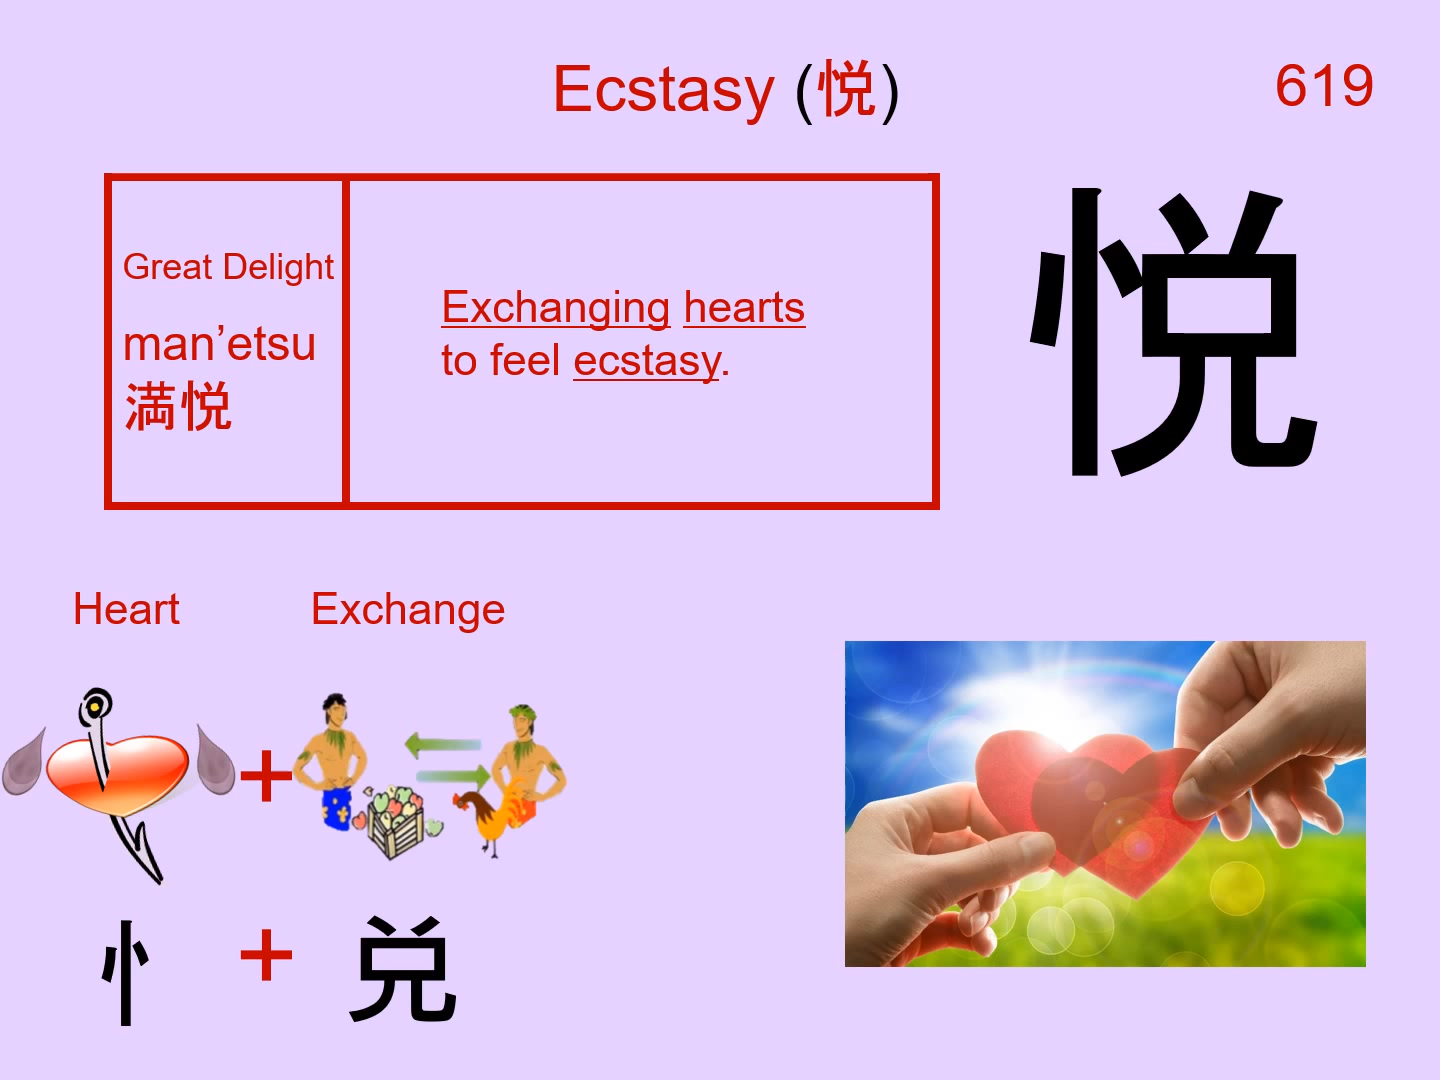 Ecstasy (悦)
619
Great Delight
man’etsu
満悦
Exchanging hearts
to feel ecstasy.
悦
Heart
Exchange
+
忄 + 兑